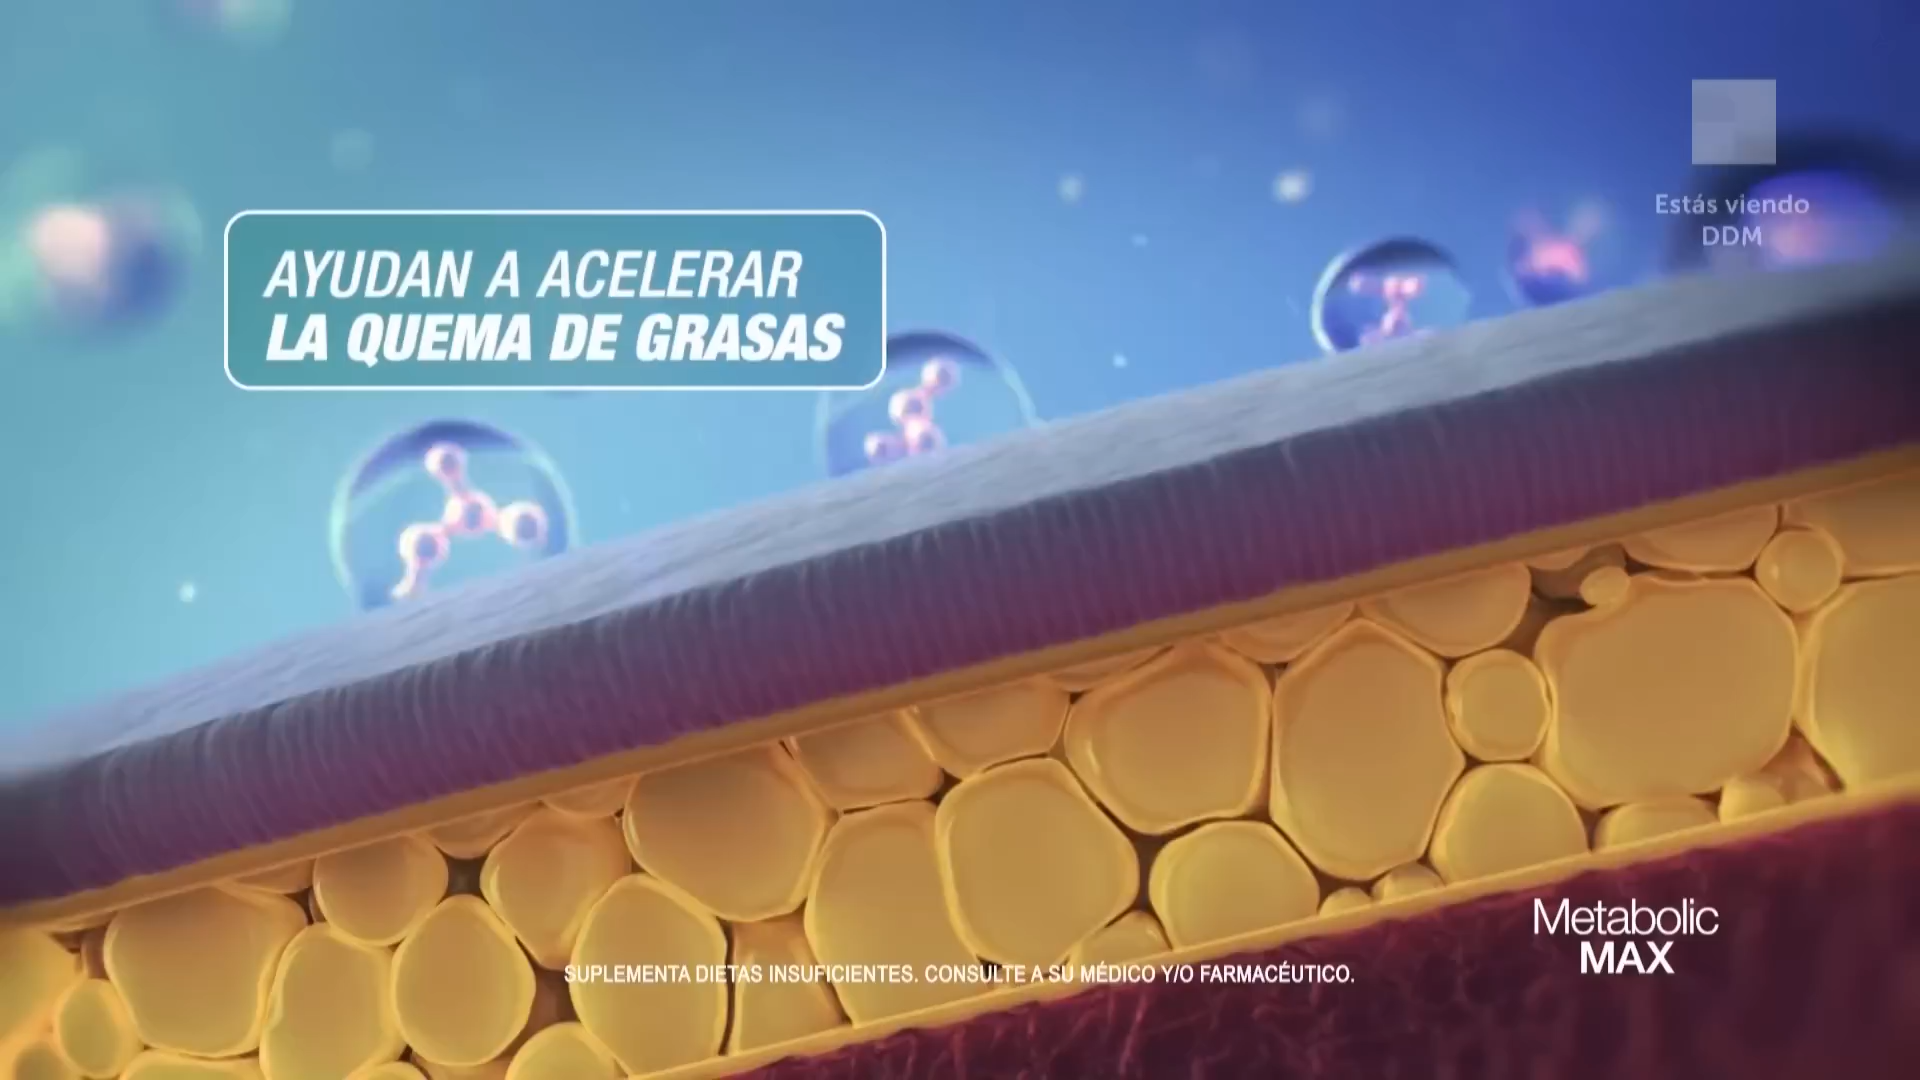 Estás viendo
DDM
AYUDAN A ACELERAR
LA QUEMA DE GRASAS
Metabolic
MAX
SUPLEMENTA DIETAS INSUFICIENTES. CONSULTE A SU MÉDICO Y/O FARMACÉUTICO.